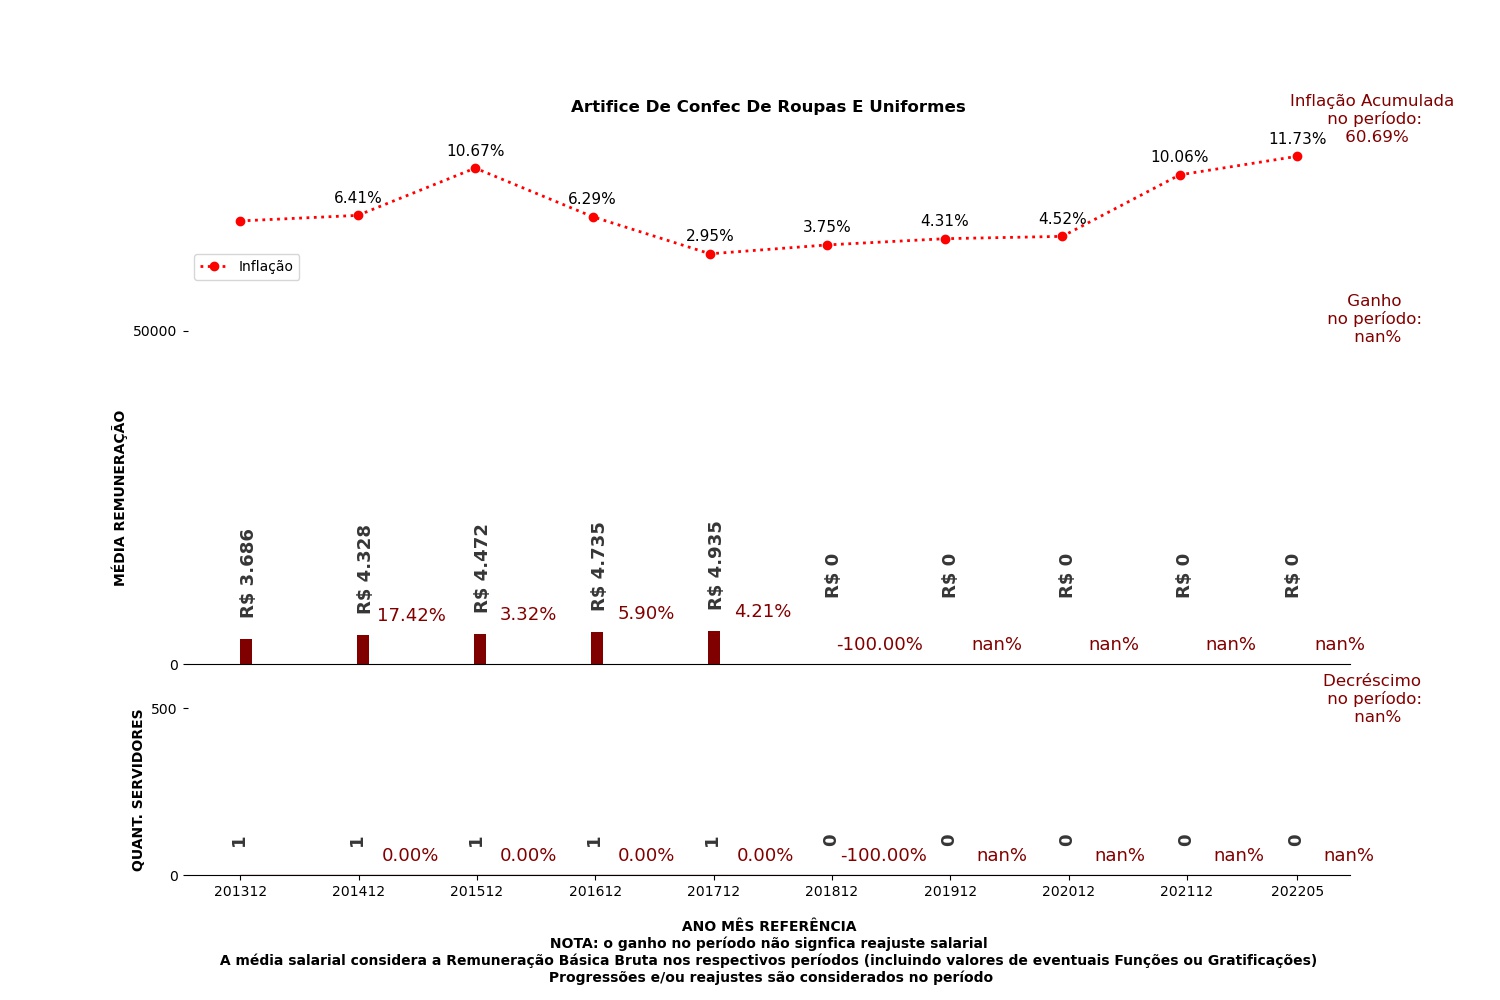 Artifice De Confec De Roupas E Uniformes
Inflação Acumulada
no período:
60.69%
6.41%
10.67%
6.29%
2.95%
3.75%
4.31%
4.52%
10.06%
11.73%
Inflação
Ganho
no período:
nan%
50000
0
MÉDIA REMUNERAÇÃO
R$ 3.686
R$ 4.328
R$ 4.472
R$ 4.735
R$ 4.935
R$ 0
R$ 0
R$ 0
R$ 0
R$ 0
17.42%
3.32%
5.90%
4.21%
-100.00%
nan%
nan%
nan%
nan%
Decréscimo
no período:
nan%
500
0
QUANT. SERVIDORES
1
1
1
1
1
0
0
0
0
0
0.00%
0.00%
0.00%
0.00%
-100.00%
nan%
nan%
nan%
nan%
201312
201412
201512
201612
201712
201812
201912
202012
202112
202205
ANO MÊS REFERÊNCIA
NOTA: o ganho no período não signfica reajuste salarial
A média salarial considera a Remuneração Básica Bruta nos respectivos períodos (incluindo valores de eventuais Funções ou Gratificações)
Progressões e/ou reajustes são considerados no período